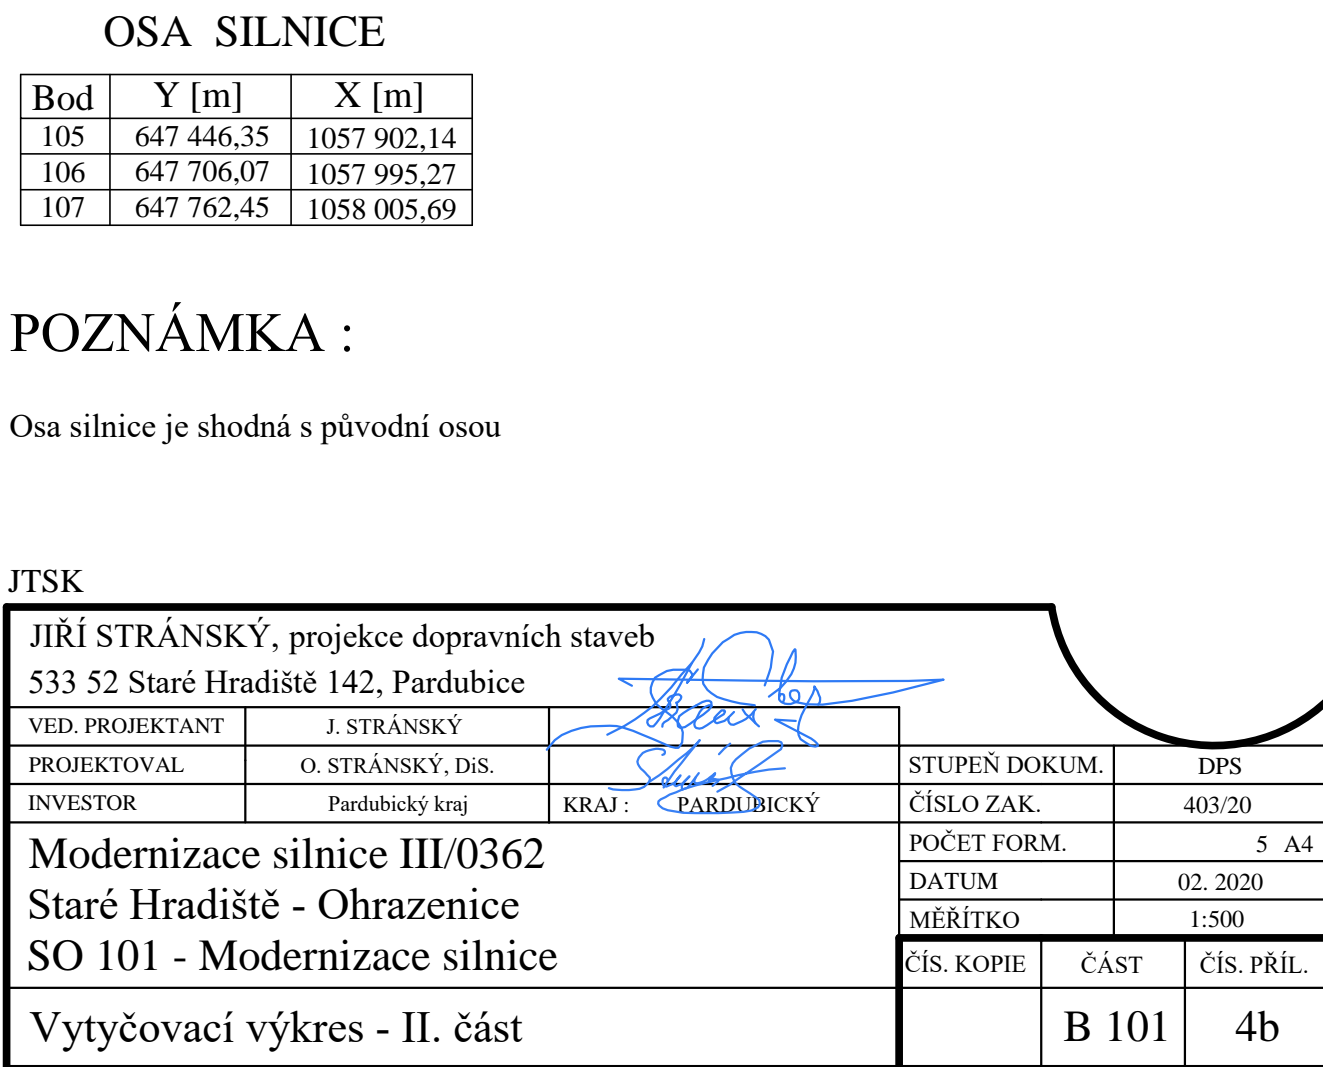 OSA SILNICE
Bod Y [m] X [m]
105 647 446,35 1057 902,14
106 647 706,07 1057 995,27
107 647 762,45 1058 005,69
POZNÁMKA :
Osa silnice je shodná s původní osou
JTSK
JIŘÍ STRÁNSKÝ, projekce dopravních staveb
533 52 Staré Hradiště 142, Pardubice
VED. PROJEKTANT J. STRÁNSKÝ
PROJEKTOVAL O. STRÁNSKÝ, DiS.
INVESTOR Pardubický kraj KRAJ : PARDUBICKÝ
STUPEŇ DOKUM. DPS
ČÍSLO ZAK. 403/20
POČET FORM. 5 A4
DATUM 02. 2020
MĚŘÍTKO 1:500
Modernizace silnice III/0362
Staré Hradiště - Ohrazenice
SO 101 - Modernizace silnice
ČÍS. KOPIE ČÁST ČÍS. PŘÍL.
Vytyčovací výkres - II. část
B 101 4b